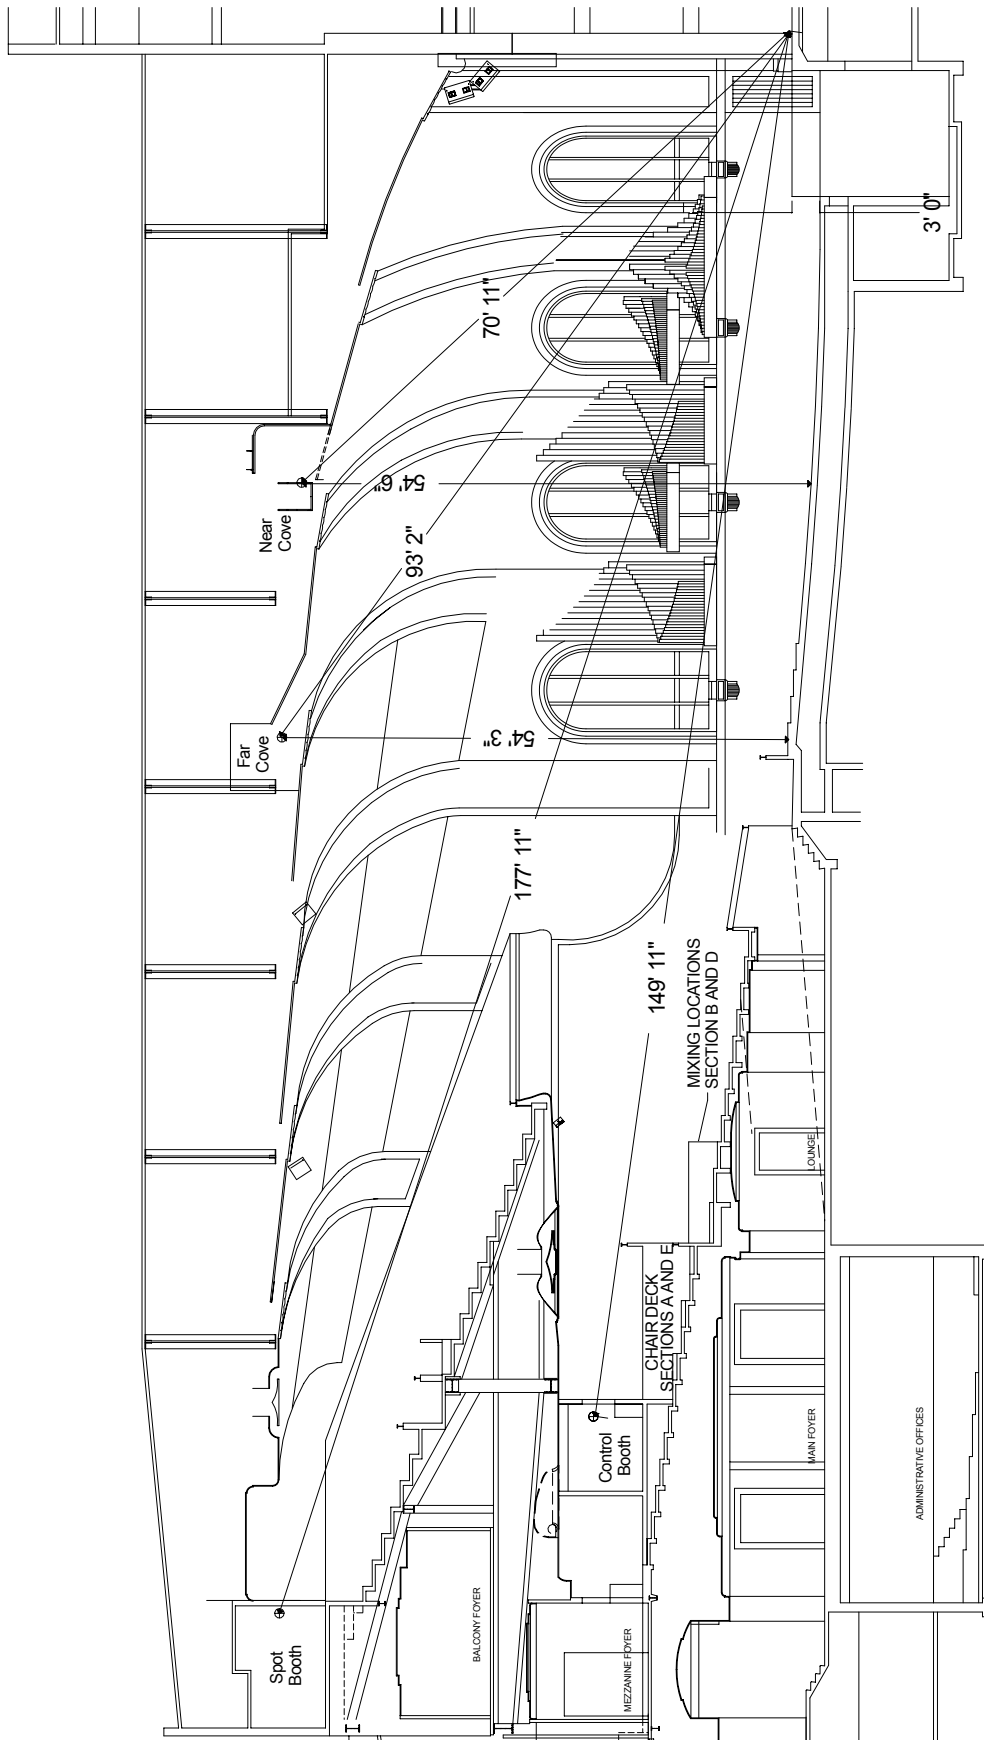 Spot
Booth
BALCONY FOYER
MEZZANINE FOYER
Control
Booth
CHAIR DECK
SECTIONS A AND E
MIXING LOCATIONS
SECTION B AND D
LOUNGE
MAIN FOYER
ADMINISTRATIVE OFFICES
Far
Cove
Near
Cove
177' 11"
149' 11"
54' 3"
93' 2"
54' 6"
70' 11"
3' 0"